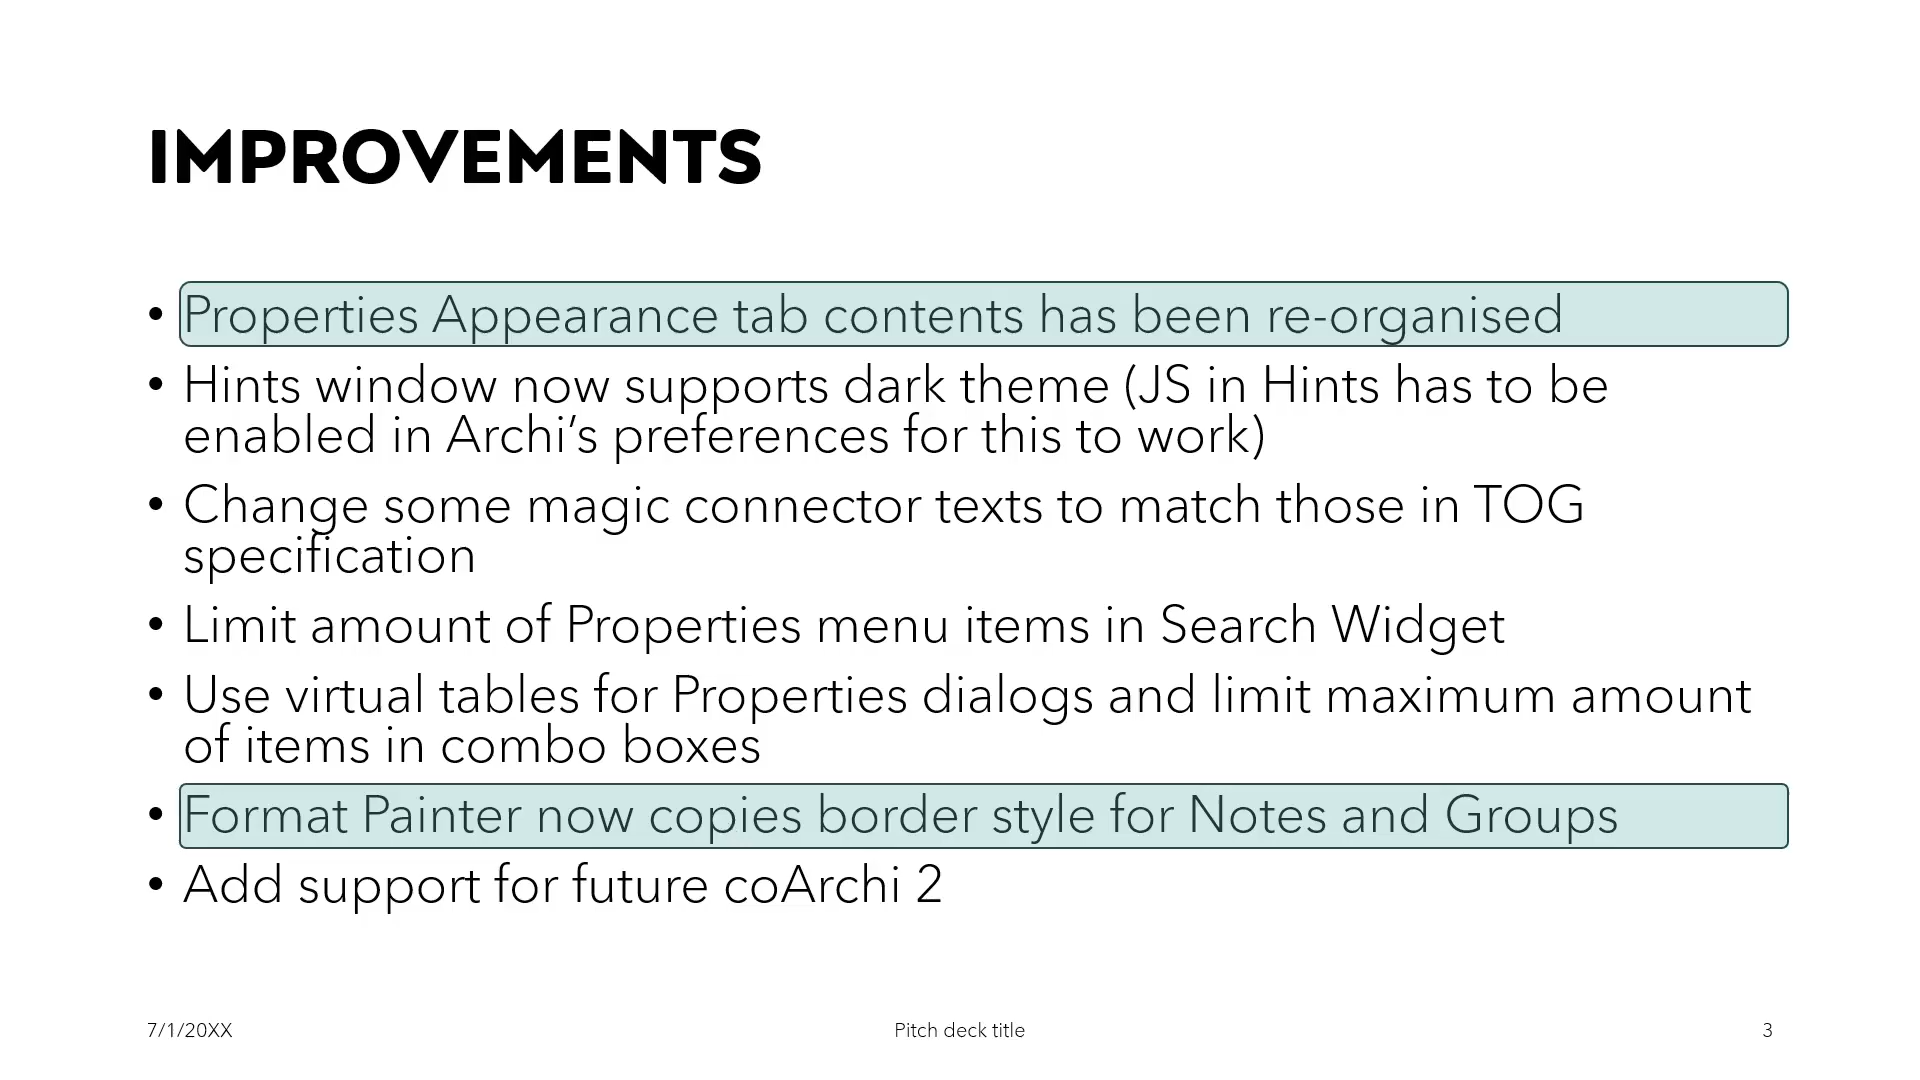 IMPROVEMENTS
• Properties Appearance tab contents has been re-organised
• Hints window now supports dark theme (JS in Hints has to be
enabled in Archi’s preferences for this to work)
• Change some magic connector texts to match those in TOG
specification
• Limit amount of Properties menu items in Search Widget
• Use virtual tables for Properties dialogs and limit maximum amount
of items in combo boxes
• Format Painter now copies border style for Notes and Groups
• Add support for future coArchi 2
7/1/20XX
Pitch deck title
3